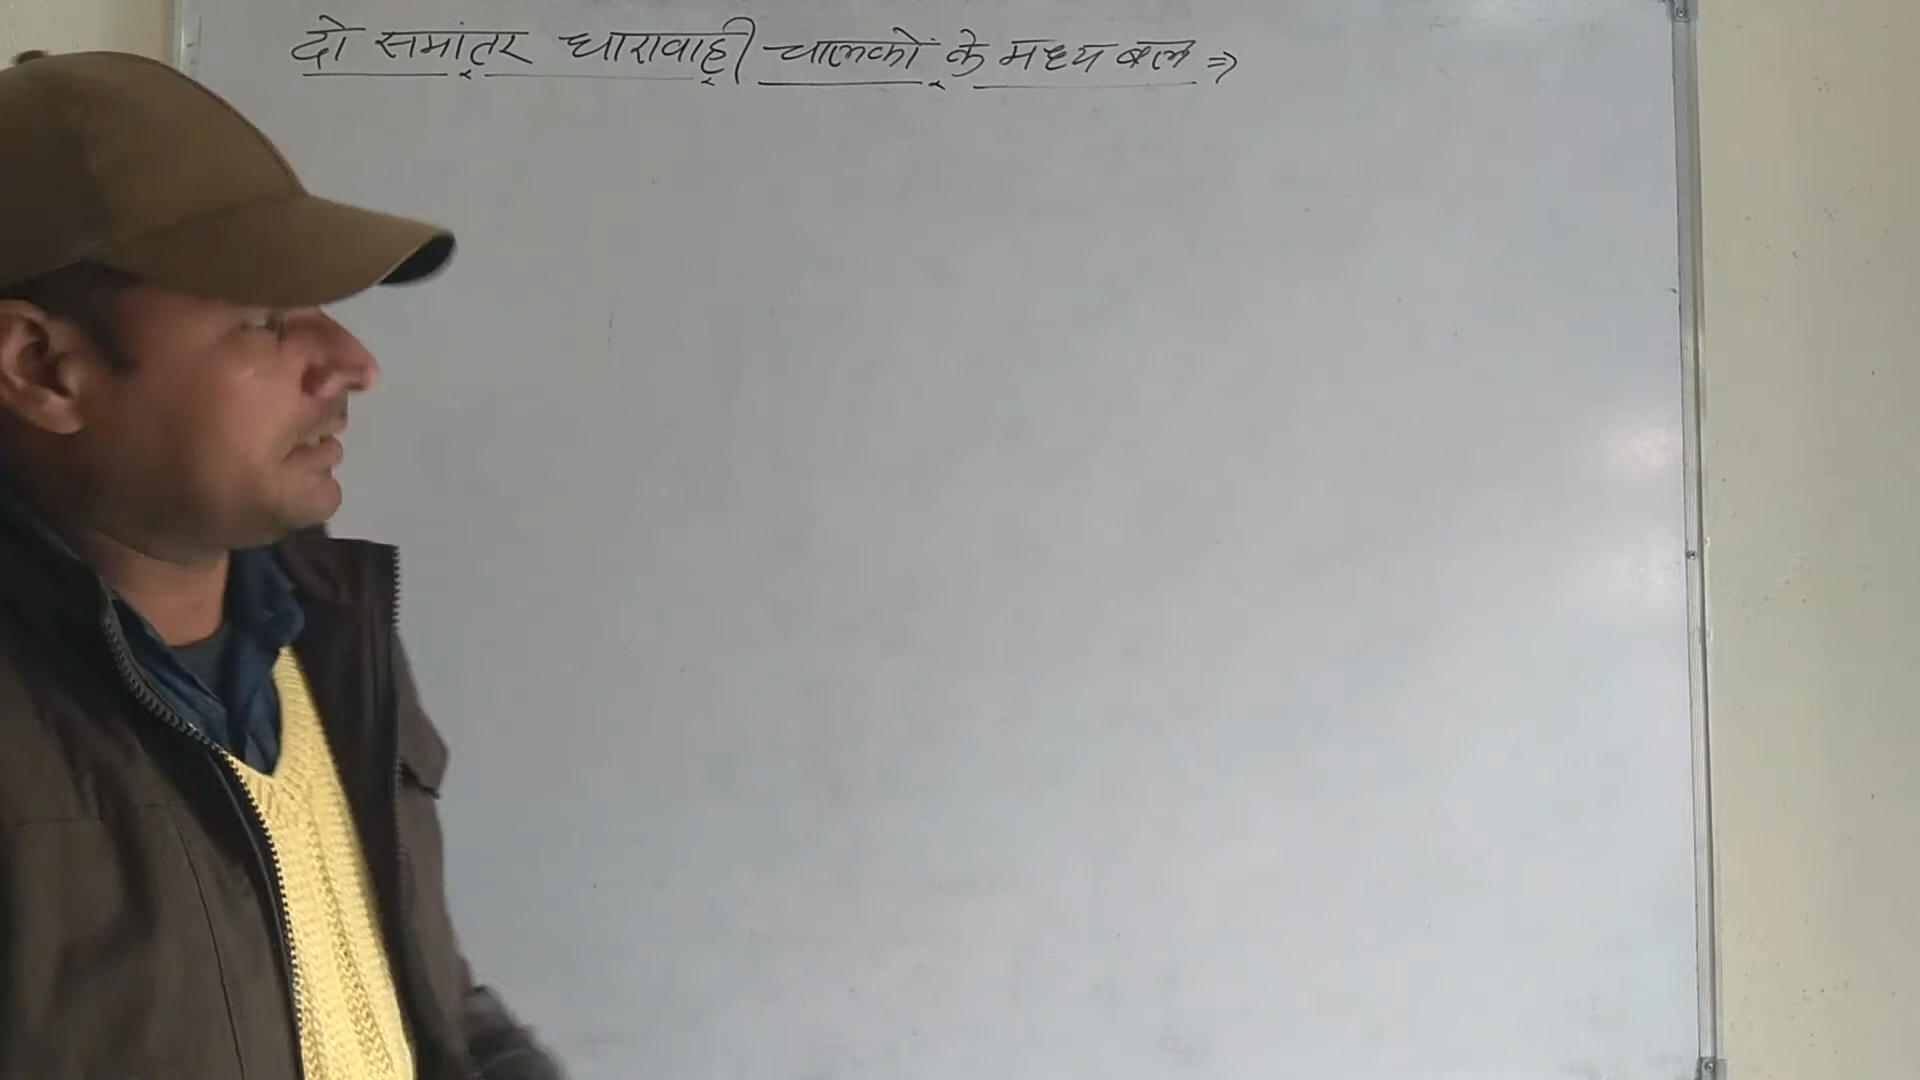 दो समांतर धारावाही चालकों के मध्य बल ⇒